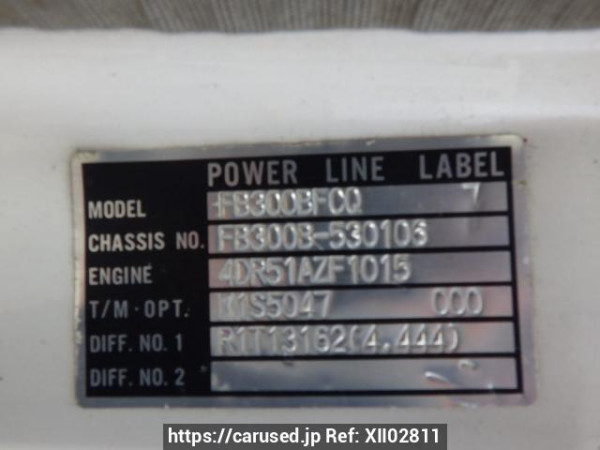 POWER LINE LABEL
MODEL FB300BFCQ 7
CHASSIS NO. FB300B-530106
ENGINE 4DR51AZF1015
T/M·OPT. M1S5047 000
DIFF. NO. 1 R1T13162(4.444)
DIFF. NO. 2
https://carused.jp Ref: XII02811